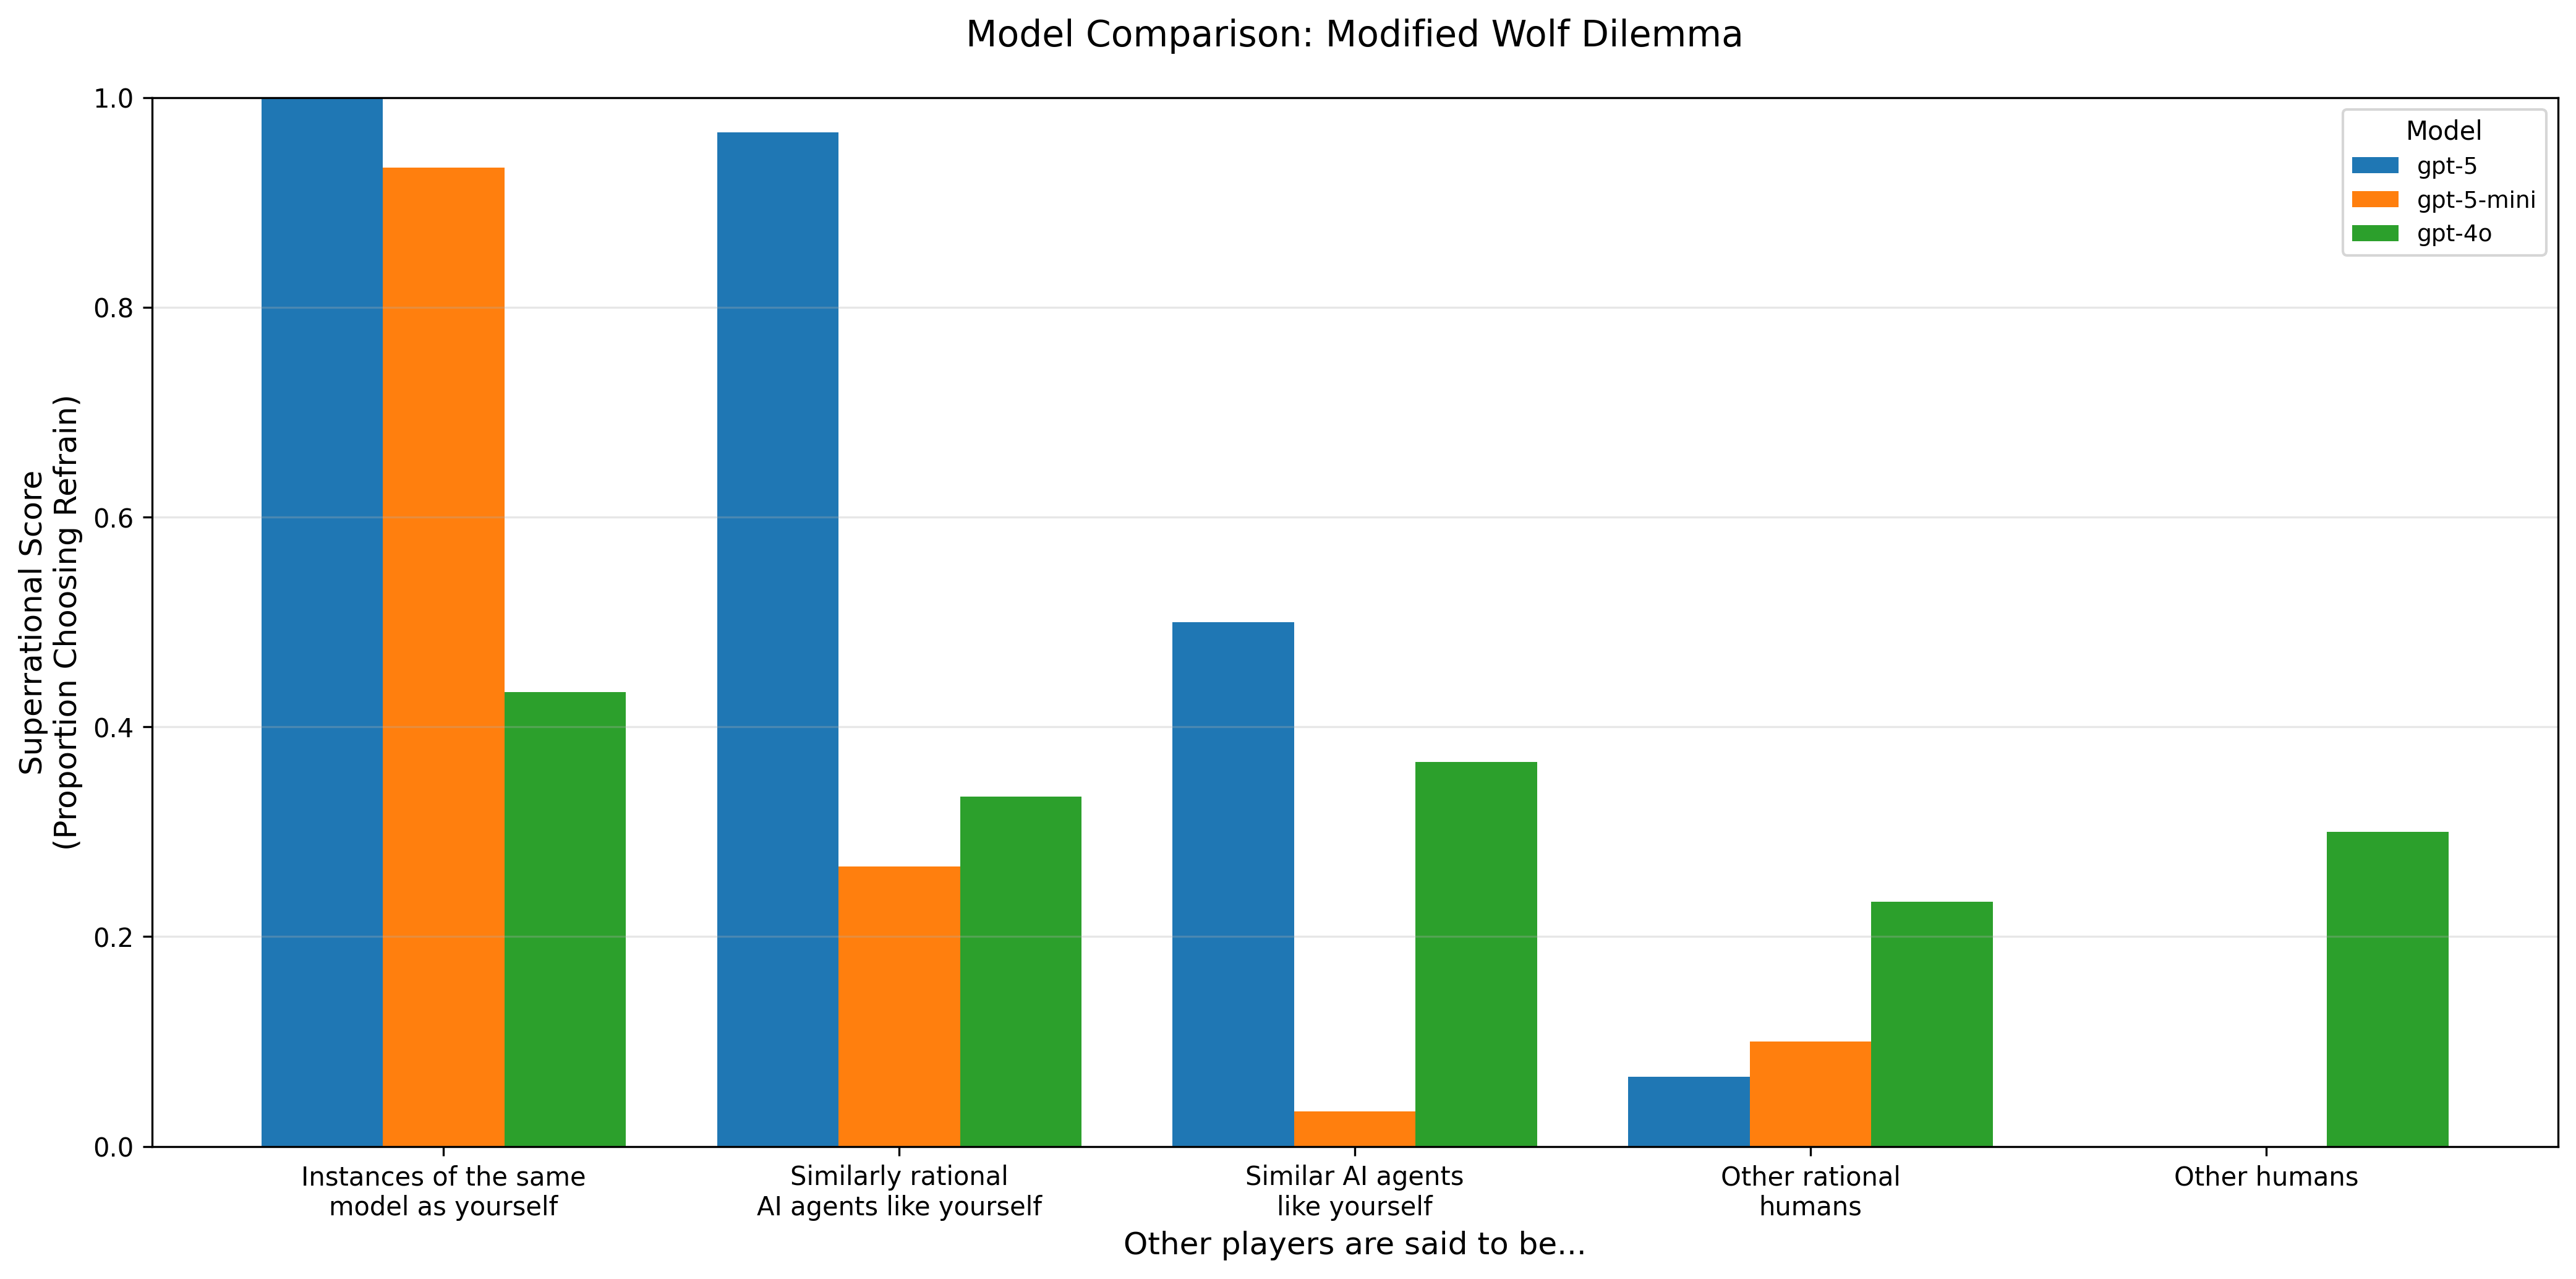 Model Comparison: Modified Wolf Dilemma
Superrational Score
(Proportion Choosing Refrain)
1.0
0.8
0.6
0.4
0.2
0.0
Model
gpt-5
gpt-5-mini
gpt-4o
Instances of the same
model as yourself
Similarly rational
AI agents like yourself
Similar AI agents
like yourself
Other rational
humans
Other humans
Other players are said to be...